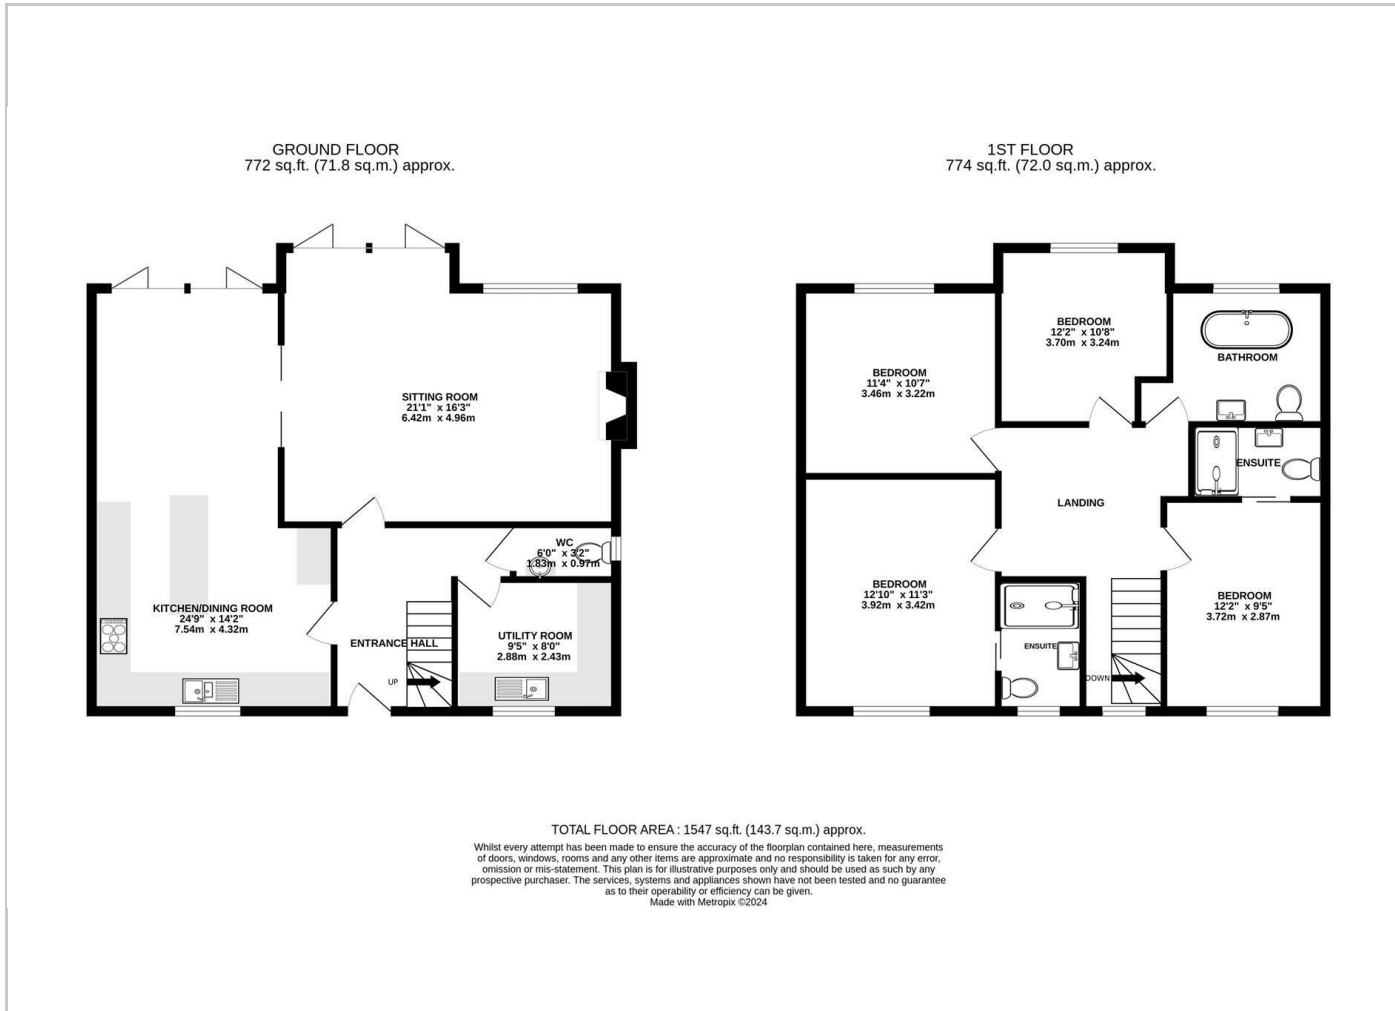 GROUND FLOOR
772 sq.ft. (71.8 sq.m.) approx.
SITTING ROOM
21'1" x 16'3"
6.42m x 4.96m
WC
6'0" x 3'2"
1.83m x 0.97m
KITCHEN/DINING ROOM
24'9" x 14'2"
7.54m x 4.32m
ENTRANCE HALL
UP
UTILITY ROOM
9'5" x 8'0"
2.88m x 2.43m
1ST FLOOR
774 sq.ft. (72.0 sq.m.) approx.
BEDROOM
12'2" x 10'8"
3.70m x 3.24m
BATHROOM
BEDROOM
11'4" x 10'7"
3.46m x 3.22m
ENSUITE
LANDING
BEDROOM
12'10" x 11'3"
3.92m x 3.42m
BEDROOM
12'2" x 9'5"
3.72m x 2.87m
ENSUITE
DOWN
TOTAL FLOOR AREA : 1547 sq.ft. (143.7 sq.m.) approx.
Whilst every attempt has been made to ensure the accuracy of the floorplan contained here, measurements
of doors, windows, rooms and any other items are approximate and no responsibility is taken for any error,
omission or mis-statement. This plan is for illustrative purposes only and should be used as such by any
prospective purchaser. The services, systems and appliances shown have not been tested and no guarantee
as to their operability or efficiency can be given.
Made with Metropix ©2024